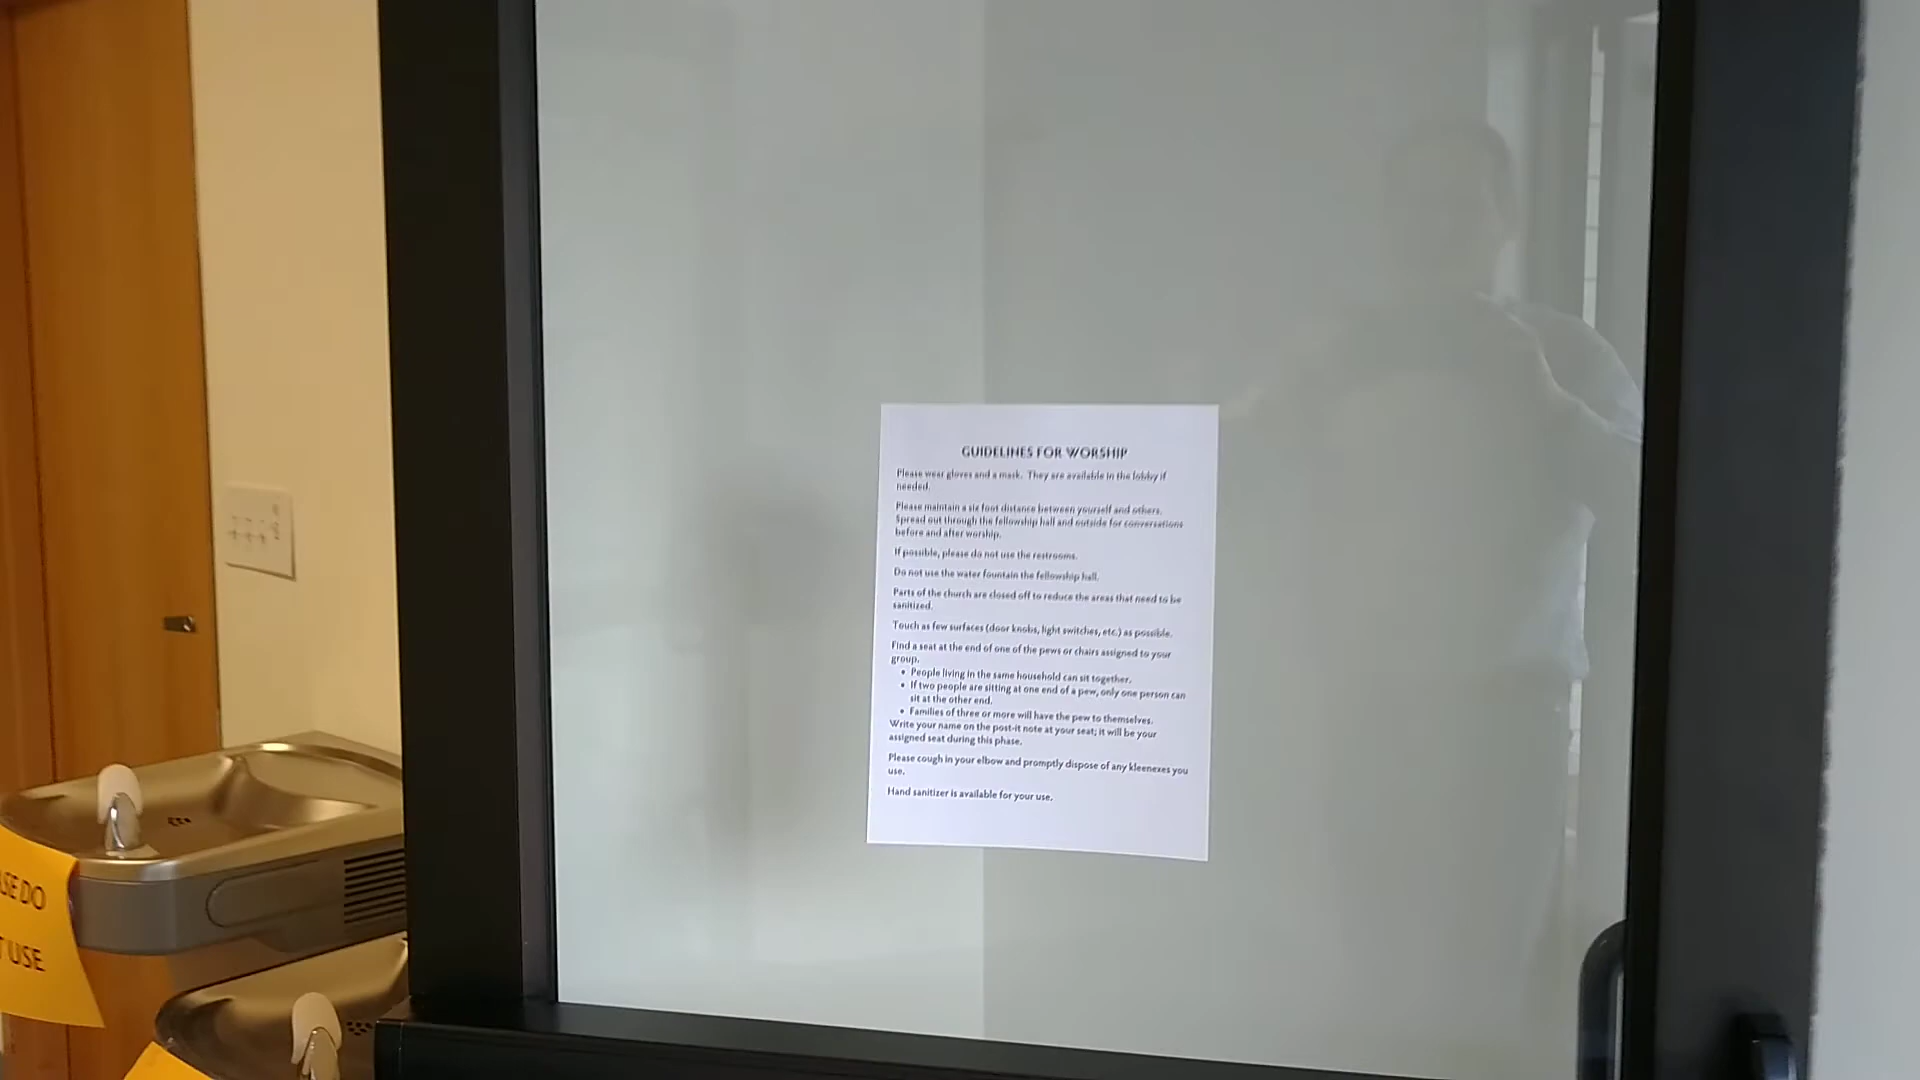 GUIDELINES FOR WORSHIP
Please wear gloves and a mask. They are available in the lobby if
needed.
Please maintain a six foot distance between yourself and others.
Spread out through the fellowship hall and outside for conversations
before and after worship.
If possible, please do not use the restrooms.
Do not use the water fountain the fellowship hall.
Parts of the church are closed off to reduce the areas that need to be
sanitized.
Touch as few surfaces (door knobs, light switches, etc.) as possible.
Find a seat at the end of one of the pews or chairs assigned to your
group.
• People living in the same household can sit together.
• If two people are sitting at one end of a pew, only one person can
sit at the other end.
• Families of three or more will have the pew to themselves.
Write your name on the post-it note at your seat; it will be your
assigned seat during this phase.
Please cough in your elbow and promptly dispose of any kleenexes you
use.
Hand sanitizer is available for your use.
SE DO
T USE